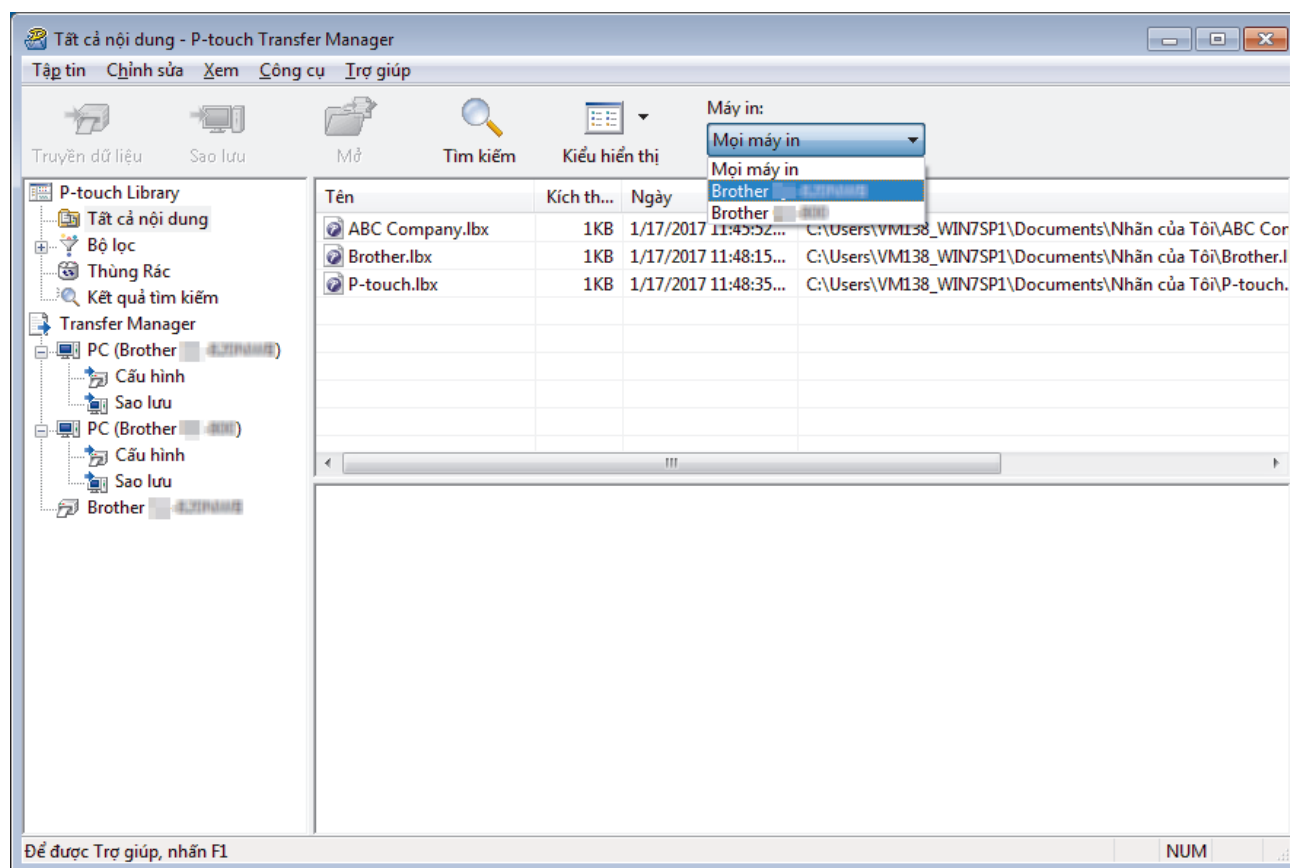 Tất cả nội dung - P-touch Transfer Manager
Tập tin Chỉnh sửa Xem Công cụ Trợ giúp
Truyền dữ liệu Sao lưu Mở Tìm kiếm Kiểu hiển thị
Máy in:
Mọi máy in
Mọi máy in
Brother
Brother
P-touch Library
Tất cả nội dung
Bộ lọc
Thùng Rác
Kết quả tìm kiếm
Transfer Manager
PC (Brother )
Cấu hình
Sao lưu
PC (Brother )
Cấu hình
Sao lưu
Brother
Tên Kích th... Ngày
ABC Company.lbx 1KB 1/17/2017 11:45:52... C:\Users\VM138_WIN7SP1\Documents\Nhãn của Tôi\ABC Cor
Brother.lbx 1KB 1/17/2017 11:48:15... C:\Users\VM138_WIN7SP1\Documents\Nhãn của Tôi\Brother.l
P-touch.lbx 1KB 1/17/2017 11:48:35... C:\Users\VM138_WIN7SP1\Documents\Nhãn của Tôi\P-touch.
Để được Trợ giúp, nhấn F1
NUM